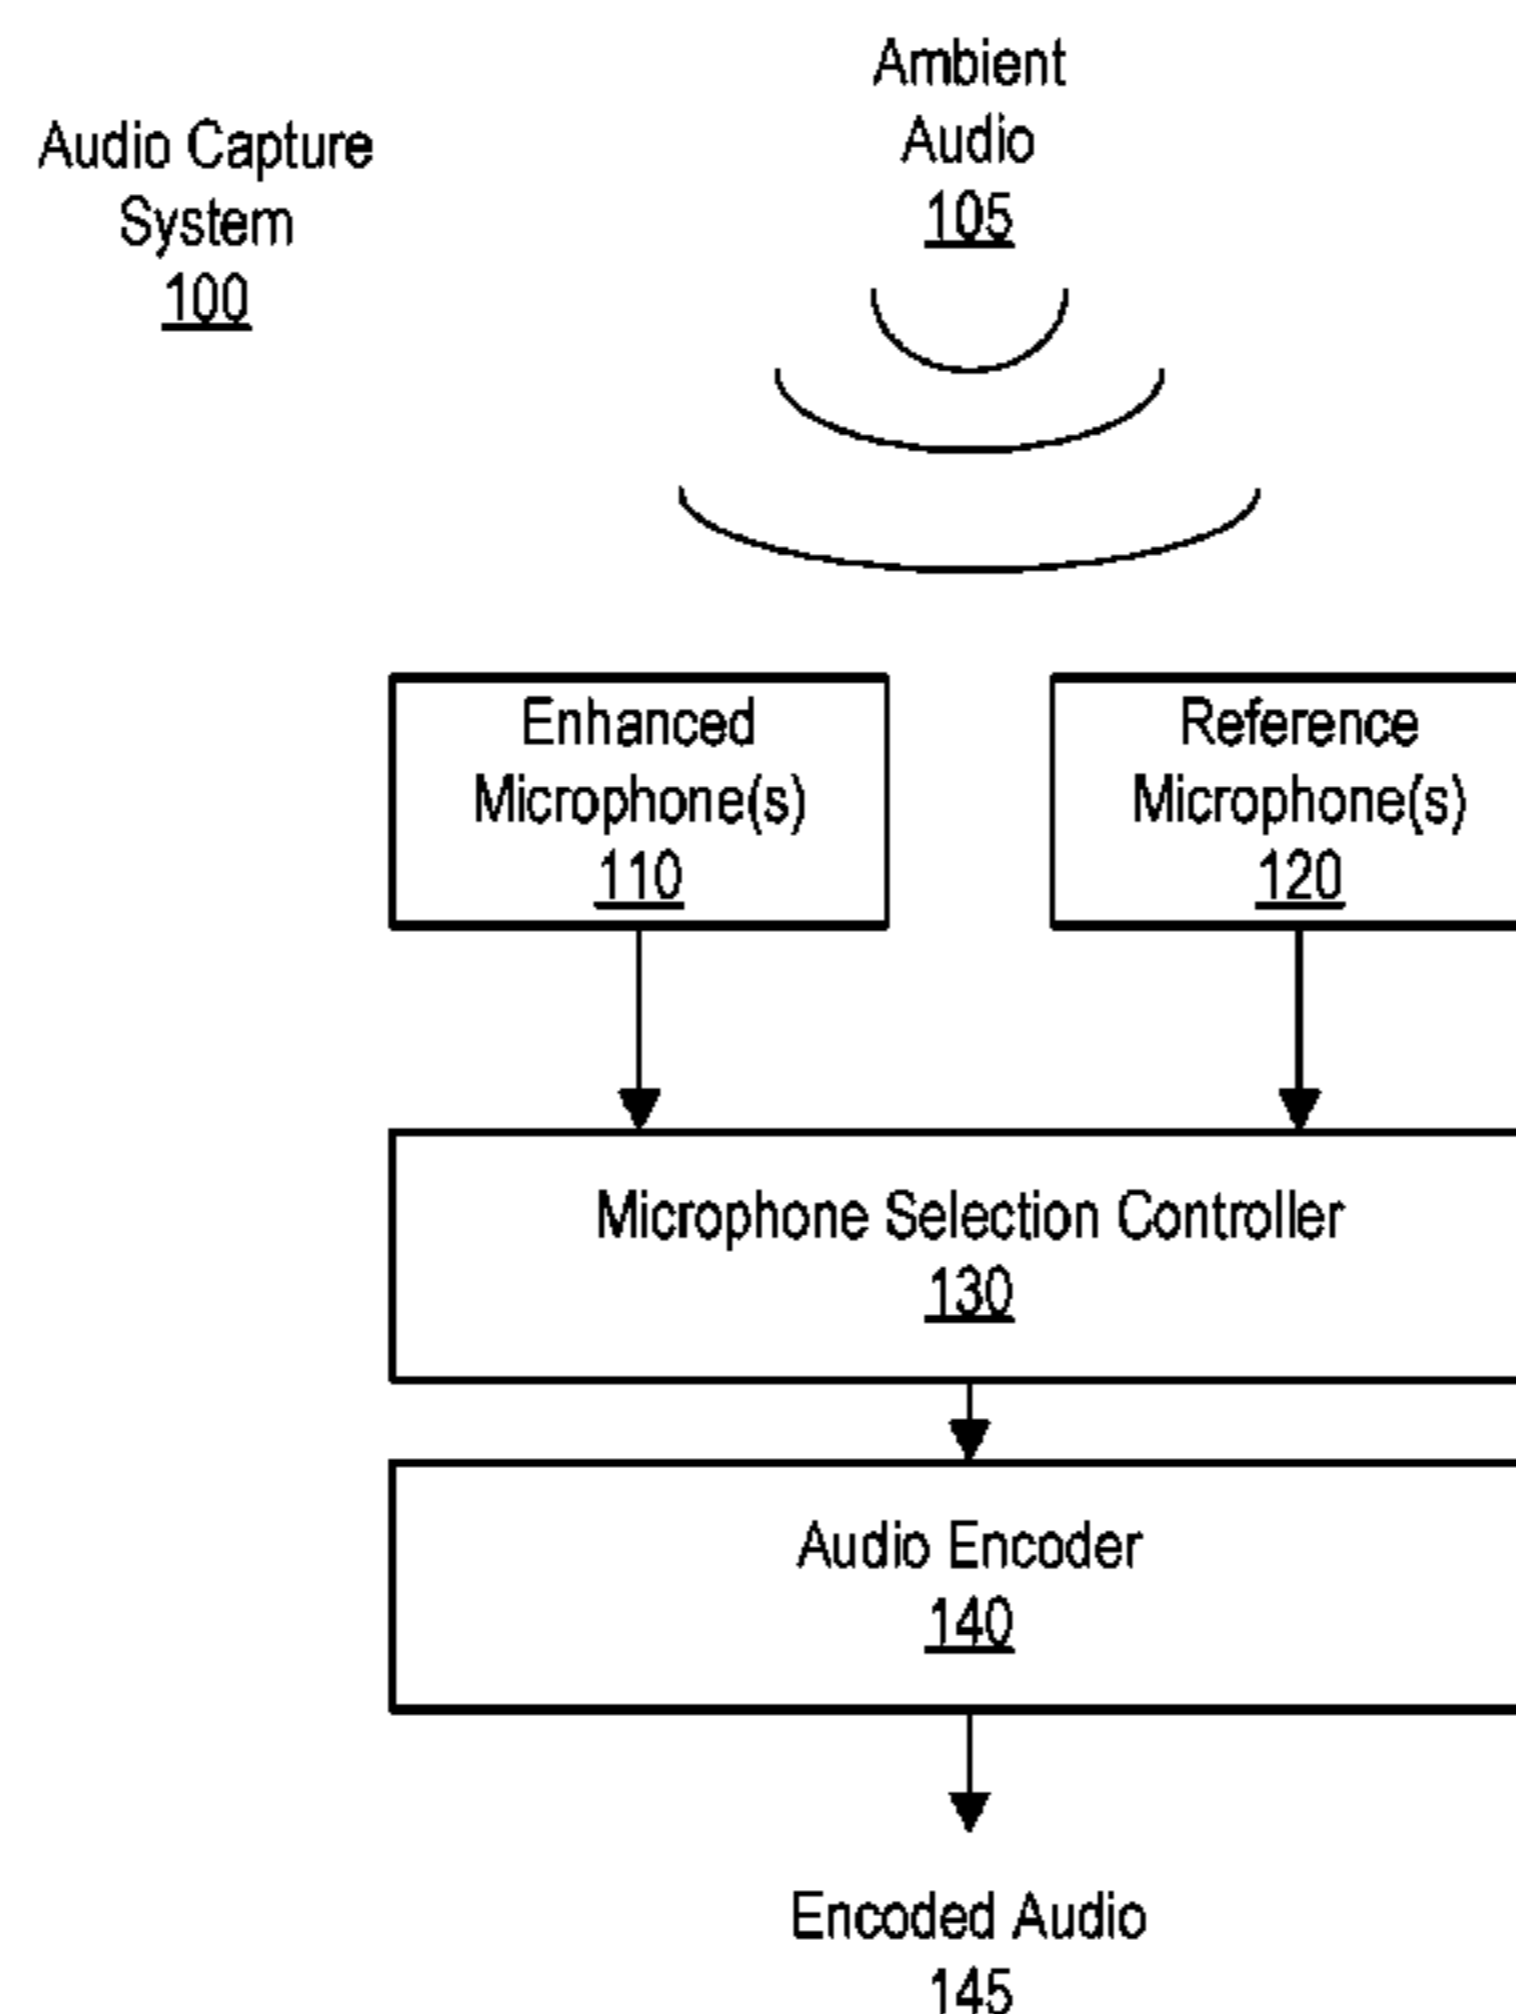 Audio Capture
System
100
Ambient
Audio
105
Enhanced
Microphone(s)
110
Reference
Microphone(s)
120
Microphone Selection Controller
130
Audio Encoder
140
Encoded Audio
145